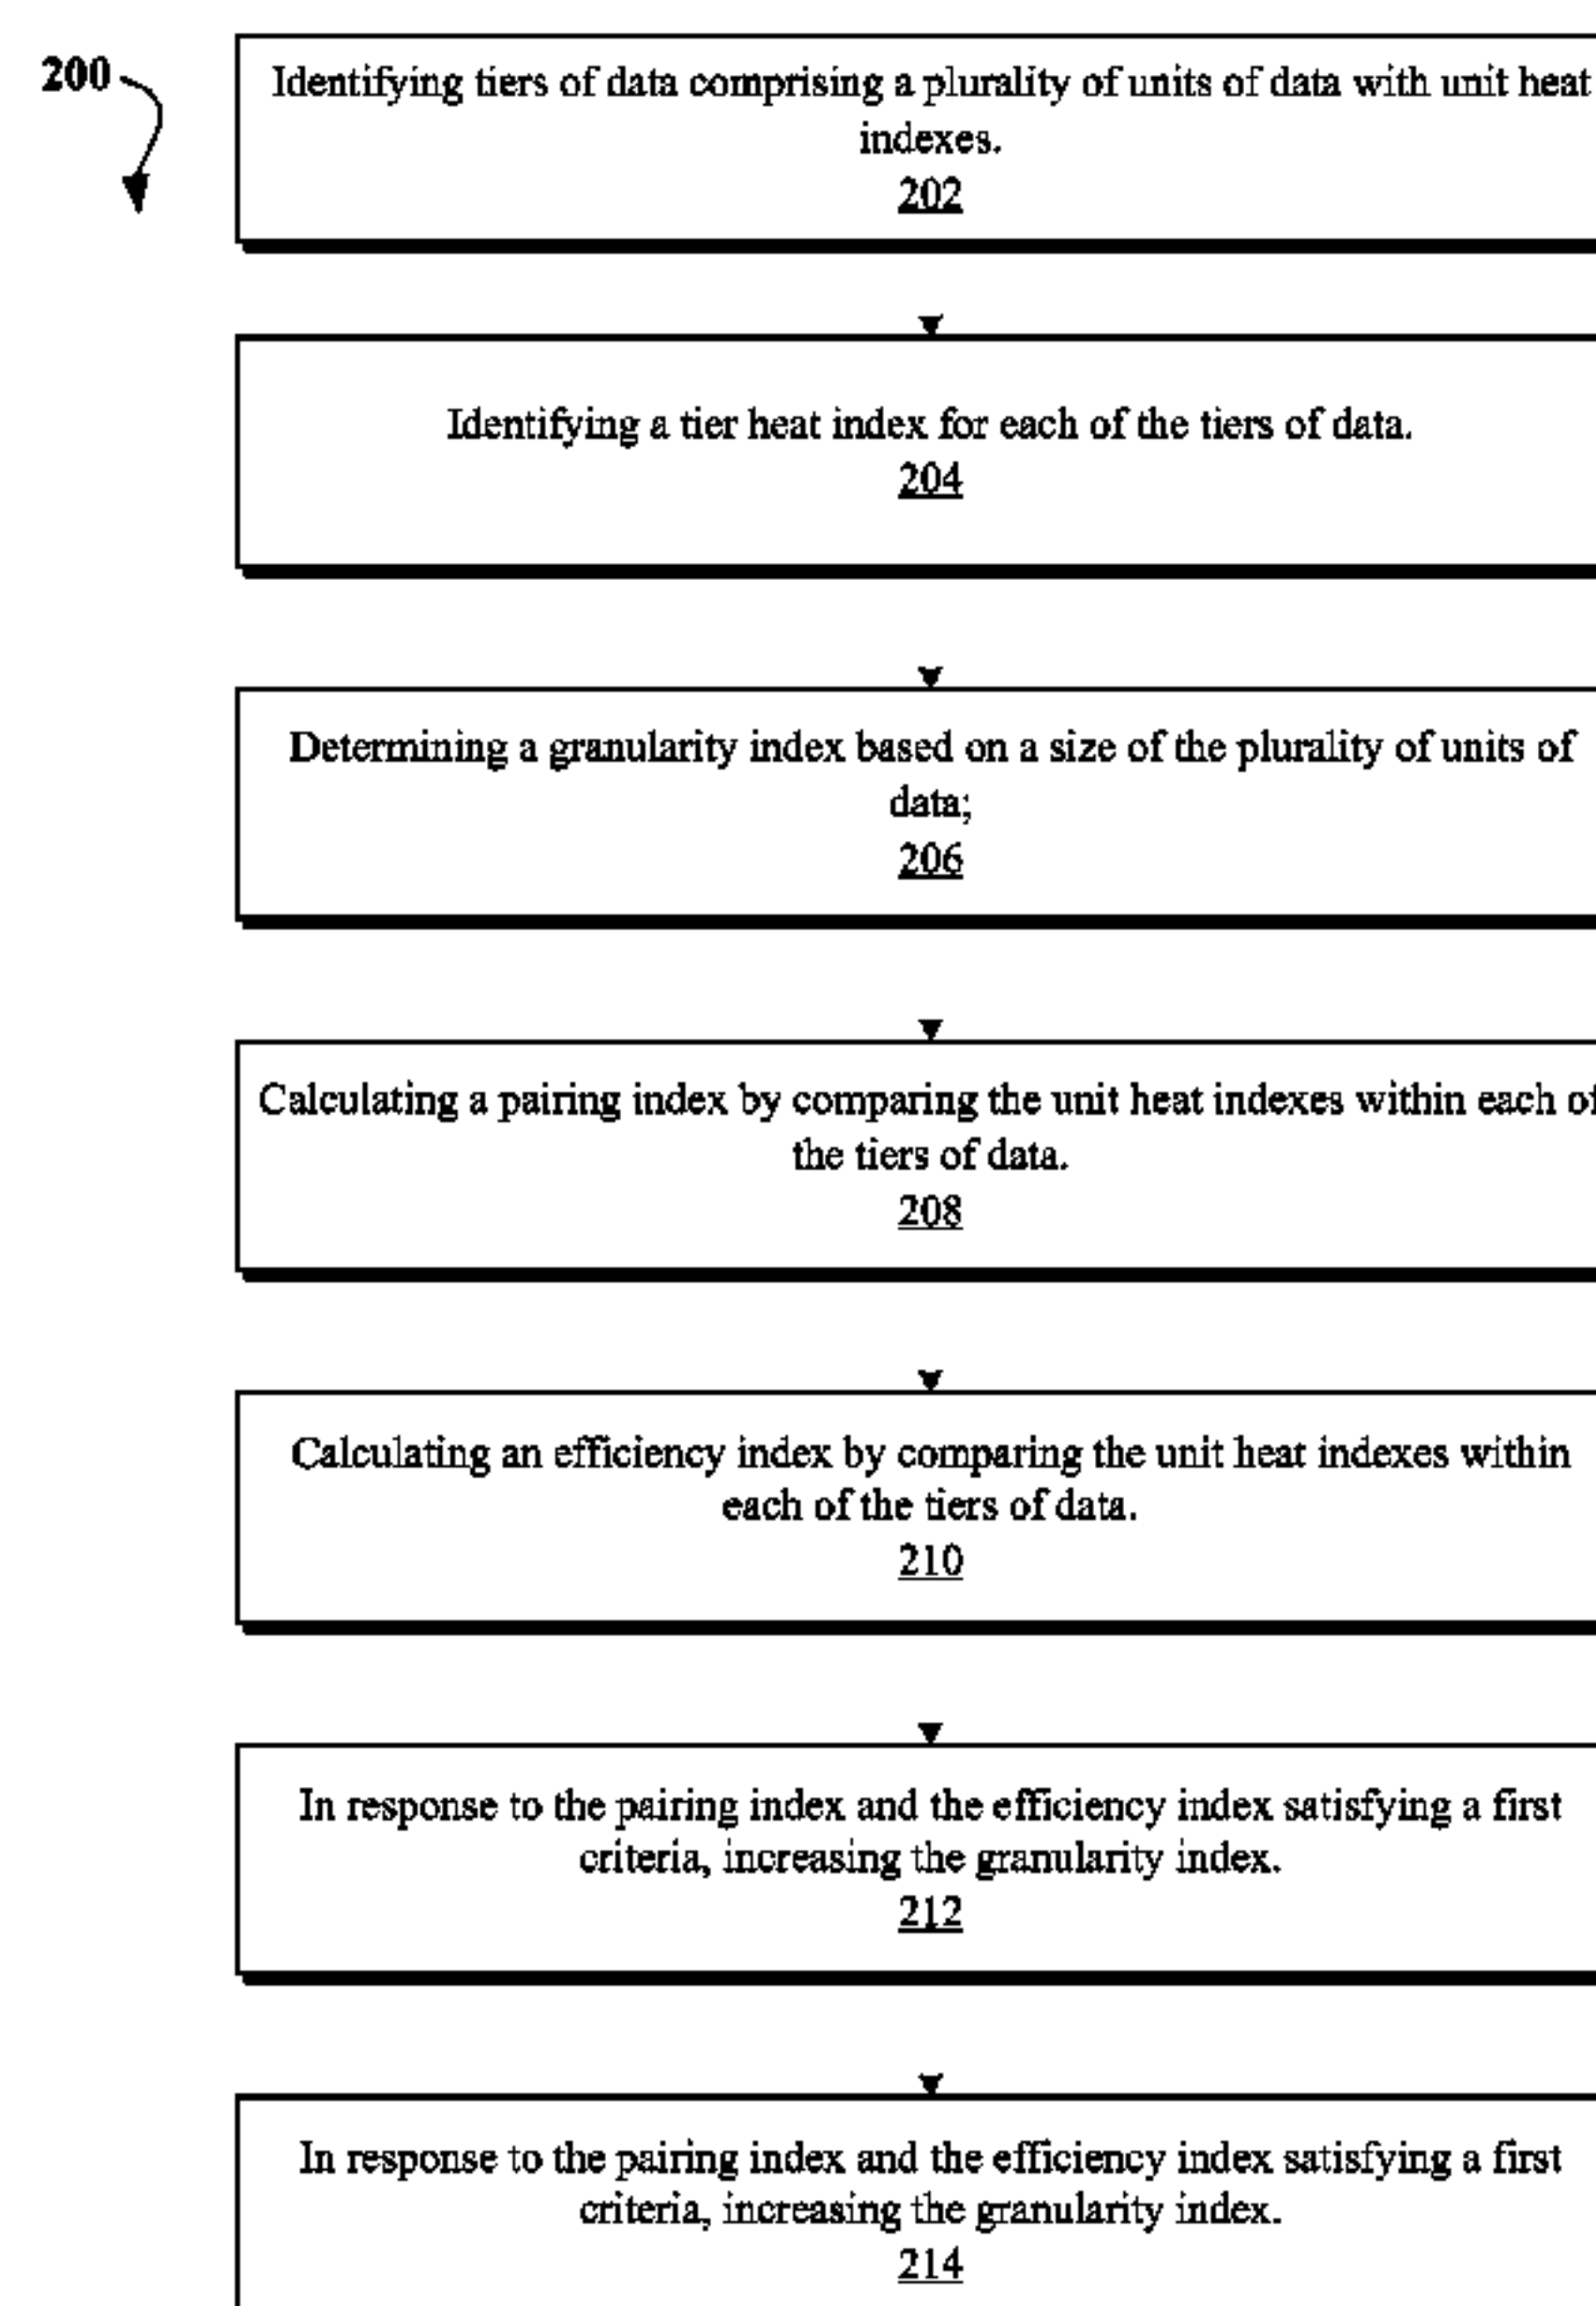 200
Identifying tiers of data comprising a plurality of units of data with unit heat
indexes.
202
Identifying a tier heat index for each of the tiers of data.
204
Determining a granularity index based on a size of the plurality of units of
data;
206
Calculating a pairing index by comparing the unit heat indexes within each of
the tiers of data.
208
Calculating an efficiency index by comparing the unit heat indexes within
each of the tiers of data.
210
In response to the pairing index and the efficiency index satisfying a first
criteria, increasing the granularity index.
212
In response to the pairing index and the efficiency index satisfying a first
criteria, increasing the granularity index.
214